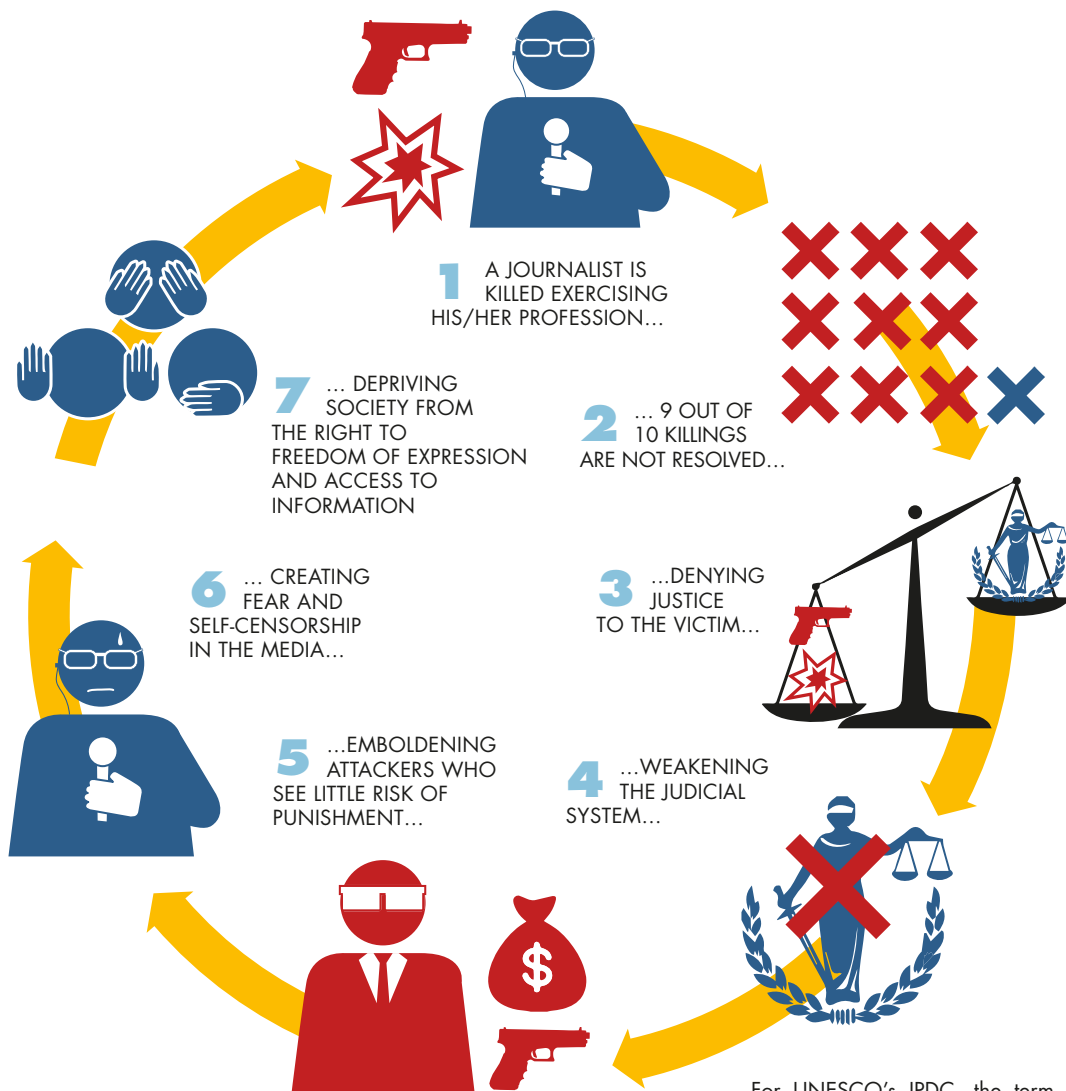 1 A JOURNALIST IS
KILLED EXERCISING
HIS/HER PROFESSION…
2 … 9 OUT OF
10 KILLINGS
ARE NOT RESOLVED…
3 …DENYING
JUSTICE
TO THE VICTIM…
4 …WEAKENING
THE JUDICIAL
SYSTEM…
5 …EMBOLDENING
ATTACKERS WHO
SEE LITTLE RISK OF
PUNISHMENT…
6 … CREATING
FEAR AND
SELF-CENSORSHIP
IN THE MEDIA…
7 … DEPRIVING
SOCIETY FROM
THE RIGHT TO
FREEDOM OF EXPRESSION
AND ACCESS TO
INFORMATION
$
For UNESCO's IPDC, the term